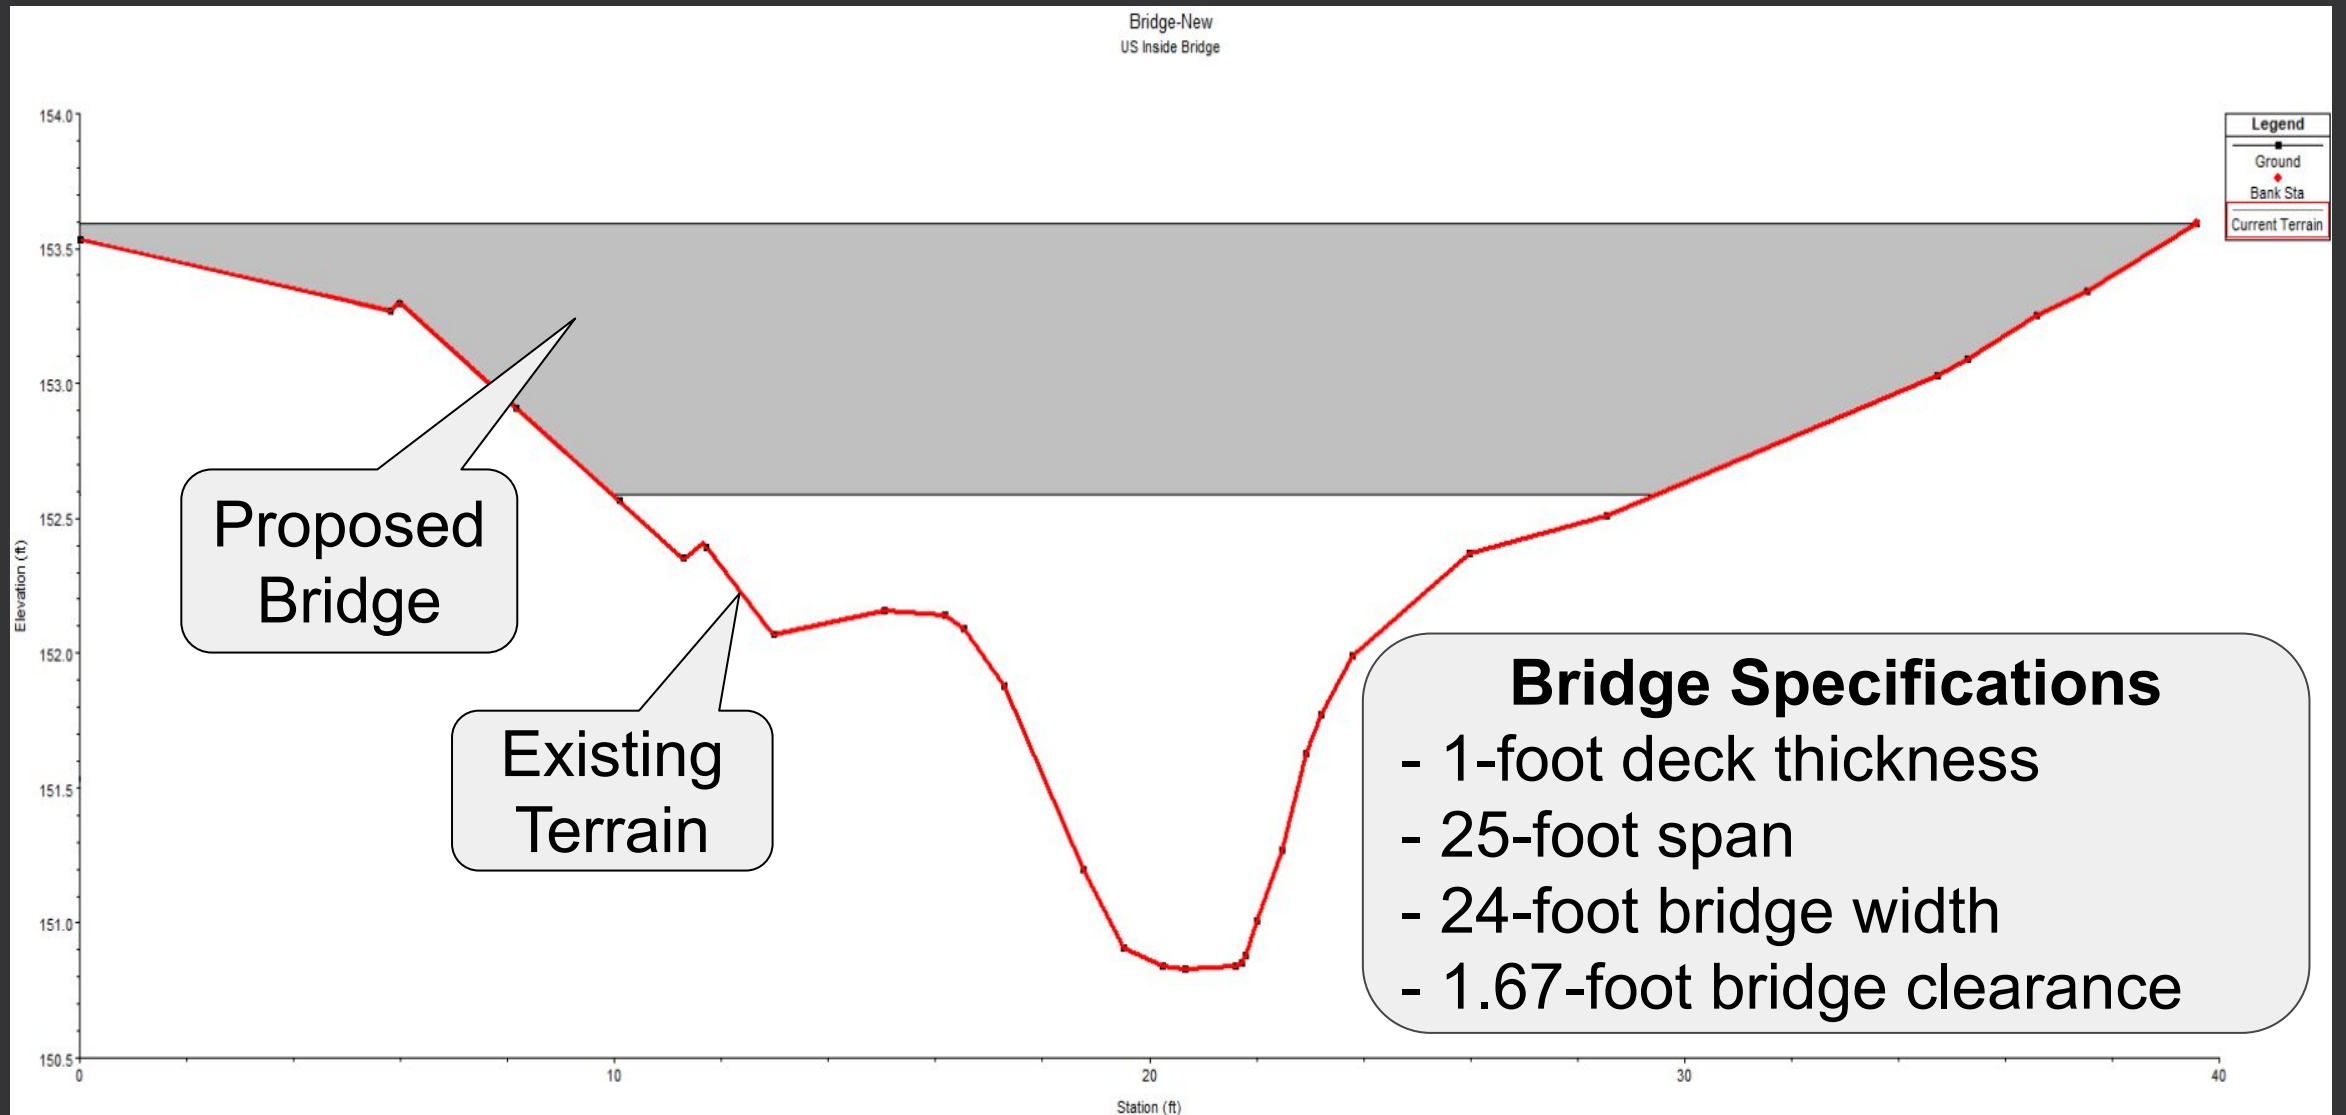 Bridge-New
US Inside Bridge
154.0
153.5
153.0
152.5
152.0
151.5
151.0
150.5
Elevation (ft)
0
10
20
30
40
Station (ft)
Legend
Ground
Bank Sta
Current Terrain
Proposed
Bridge
Existing
Terrain
Bridge Specifications
- 1-foot deck thickness
- 25-foot span
- 24-foot bridge width
- 1.67-foot bridge clearance